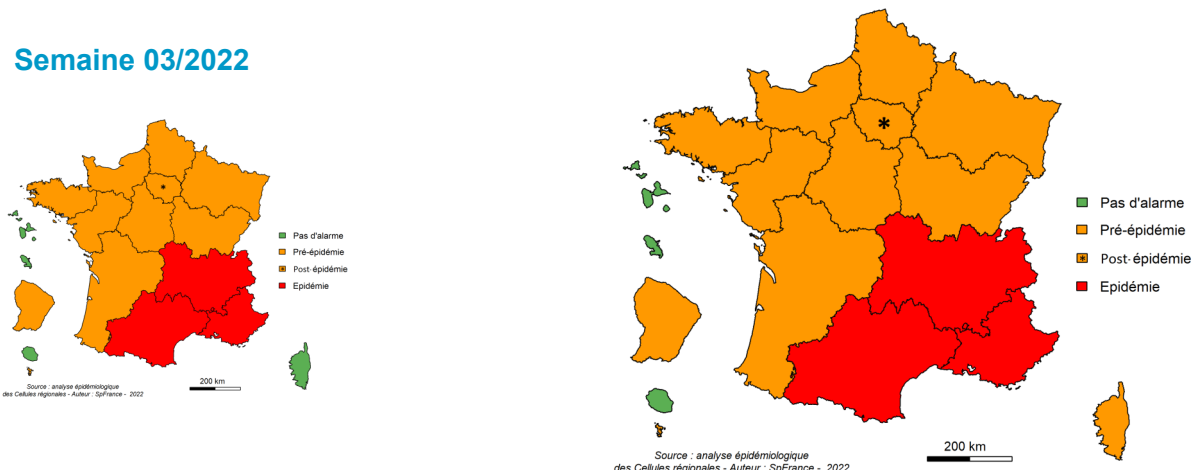 Semaine 03/2022
Pas d'alarme
Pré-épidémie
* Post-épidémie
Epidémie
Source : analyse épidémiologique
des Cellules régionales - Auteur : SpFrance - 2022
200 km
*
*
Pas d'alarme
Pré-épidémie
* Post-épidémie
Epidémie
Source : analyse épidémiologique
des Cellules régionales - Auteur : SpFrance - 2022
200 km